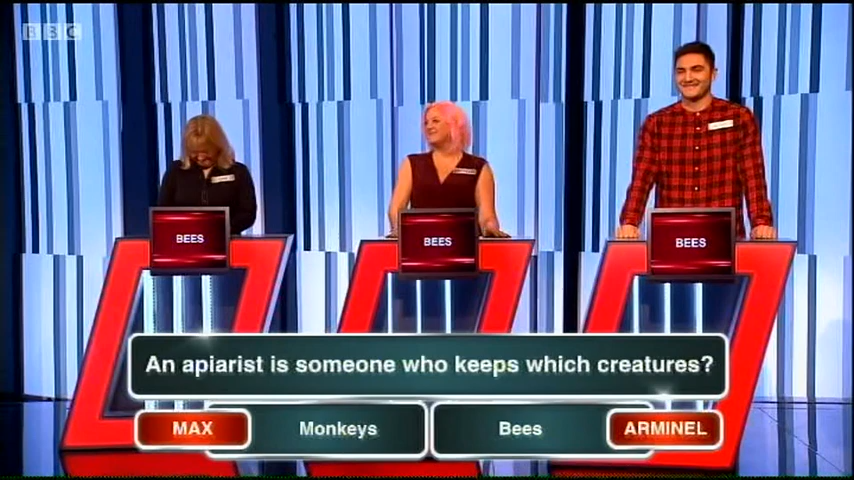 BBC
BEES
BEES
BEES
An apiarist is someone who keeps which creatures?
MAX
Monkeys
Bees
ARMINEL